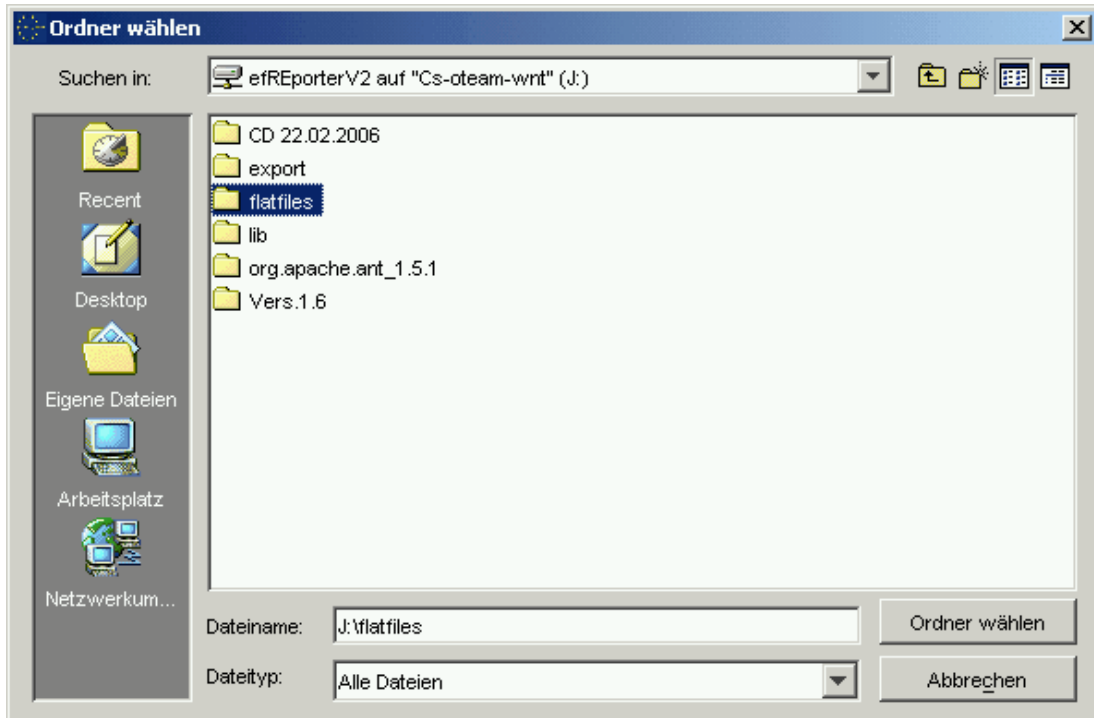 Ordner wählen
Suchen in:
efREporterV2 auf "Cs-oteam-wnt" (J:)
Recent
Desktop
Eigene Dateien
Arbeitsplatz
Netzwerkum...
CD 22.02.2006
export
flatfiles
lib
org.apache.ant_1.5.1
Vers.1.6
Dateiname:
J:\flatfiles
Ordner wählen
Dateityp:
Alle Dateien
Abbrechen